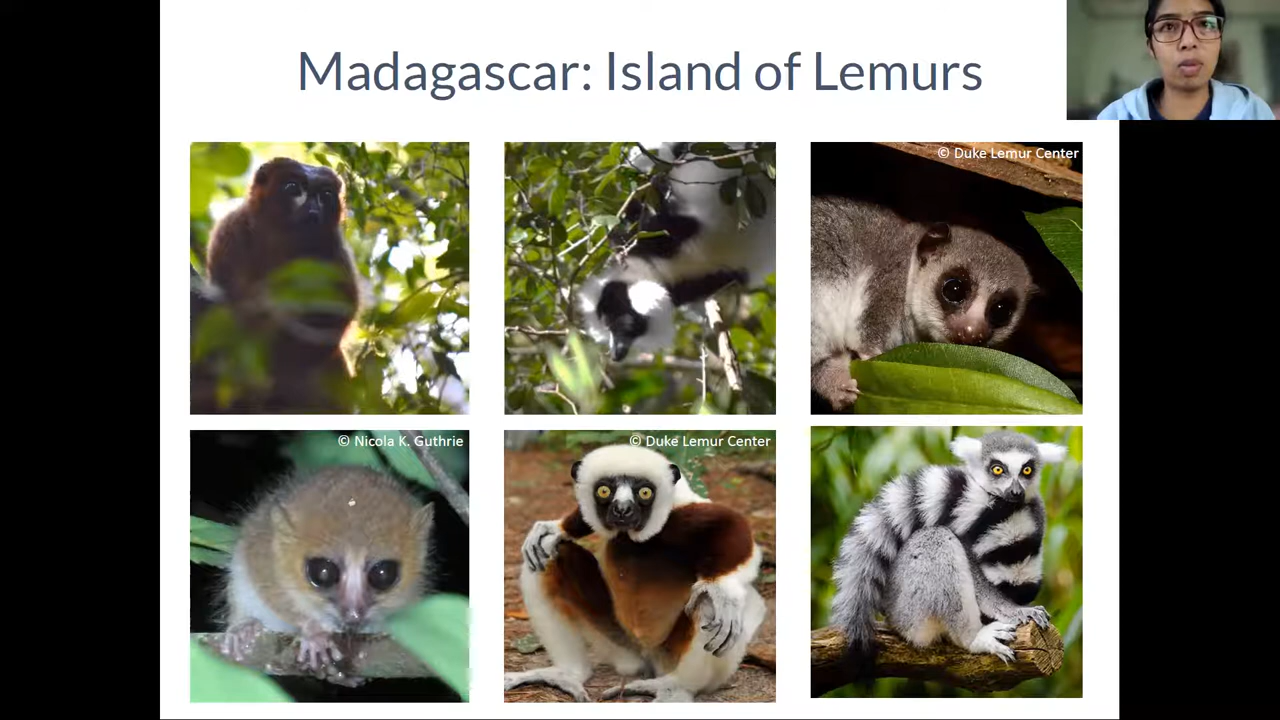 Madagascar: Island of Lemurs
© Duke Lemur Center
© Nicola K. Guthrie
© Duke Lemur Center